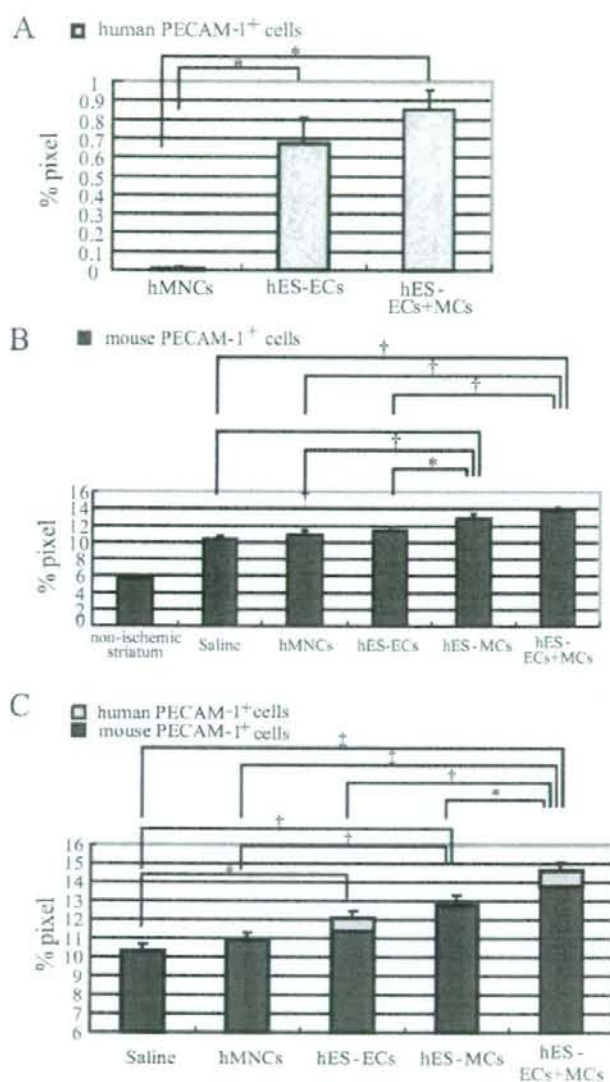 A
human PECAM-1+ cells
*
*
% pixel
1
0.9
0.8
0.7
0.6
0.5
0.4
0.3
0.2
0.1
0
hMNCs
hES-ECs
hES-
ECs+MCs
B
mouse PECAM-1+ cells
†
†
†
†
*
% pixel
16
14
12
10
8
6
4
2
0
non-ischemic
striatum
Saline
hMNCs
hES-ECs
hES-MCs
hES-
ECs+MCs
C
human PECAM-1+cells
mouse PECAM-1+cells
†
†
†
*
†
†
*
% pixel
16
15
14
13
12
11
10
9
8
7
6
Saline
hMNCs
hES-ECs
hES-MCs
hES-
ECs+MCs